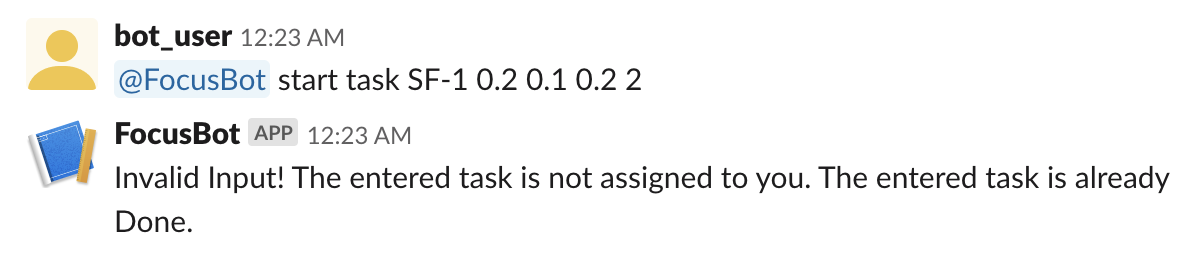 bot_user 12:23 AM
@FocusBot start task SF-1 0.2 0.1 0.2 2
FocusBot APP 12:23 AM
Invalid Input! The entered task is not assigned to you. The entered task is already
Done.